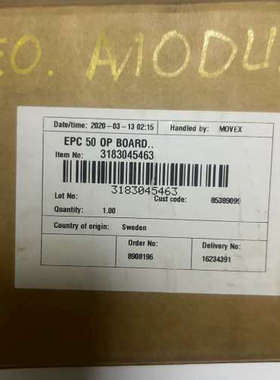 EO. MODU
Date/time: 2020-03-13 02:15 Handled by: MOVEX
EPC 50 OP BOARD..
Item No: 3183045463
3183045463
Lot No: Cust code: 85389099
Quantity: 1.00
Order No: Delivery No:
8908196 16234391
Country of origin: Sweden